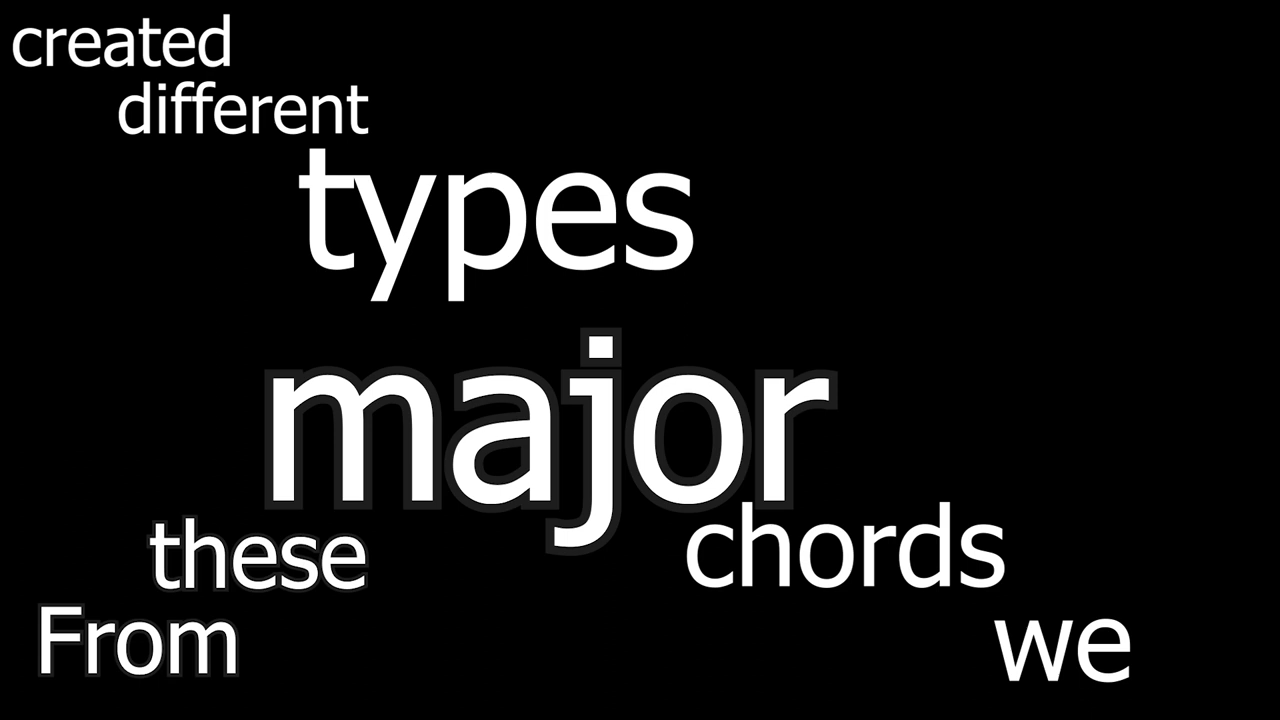 created
different
types
major
these
chords
From
we